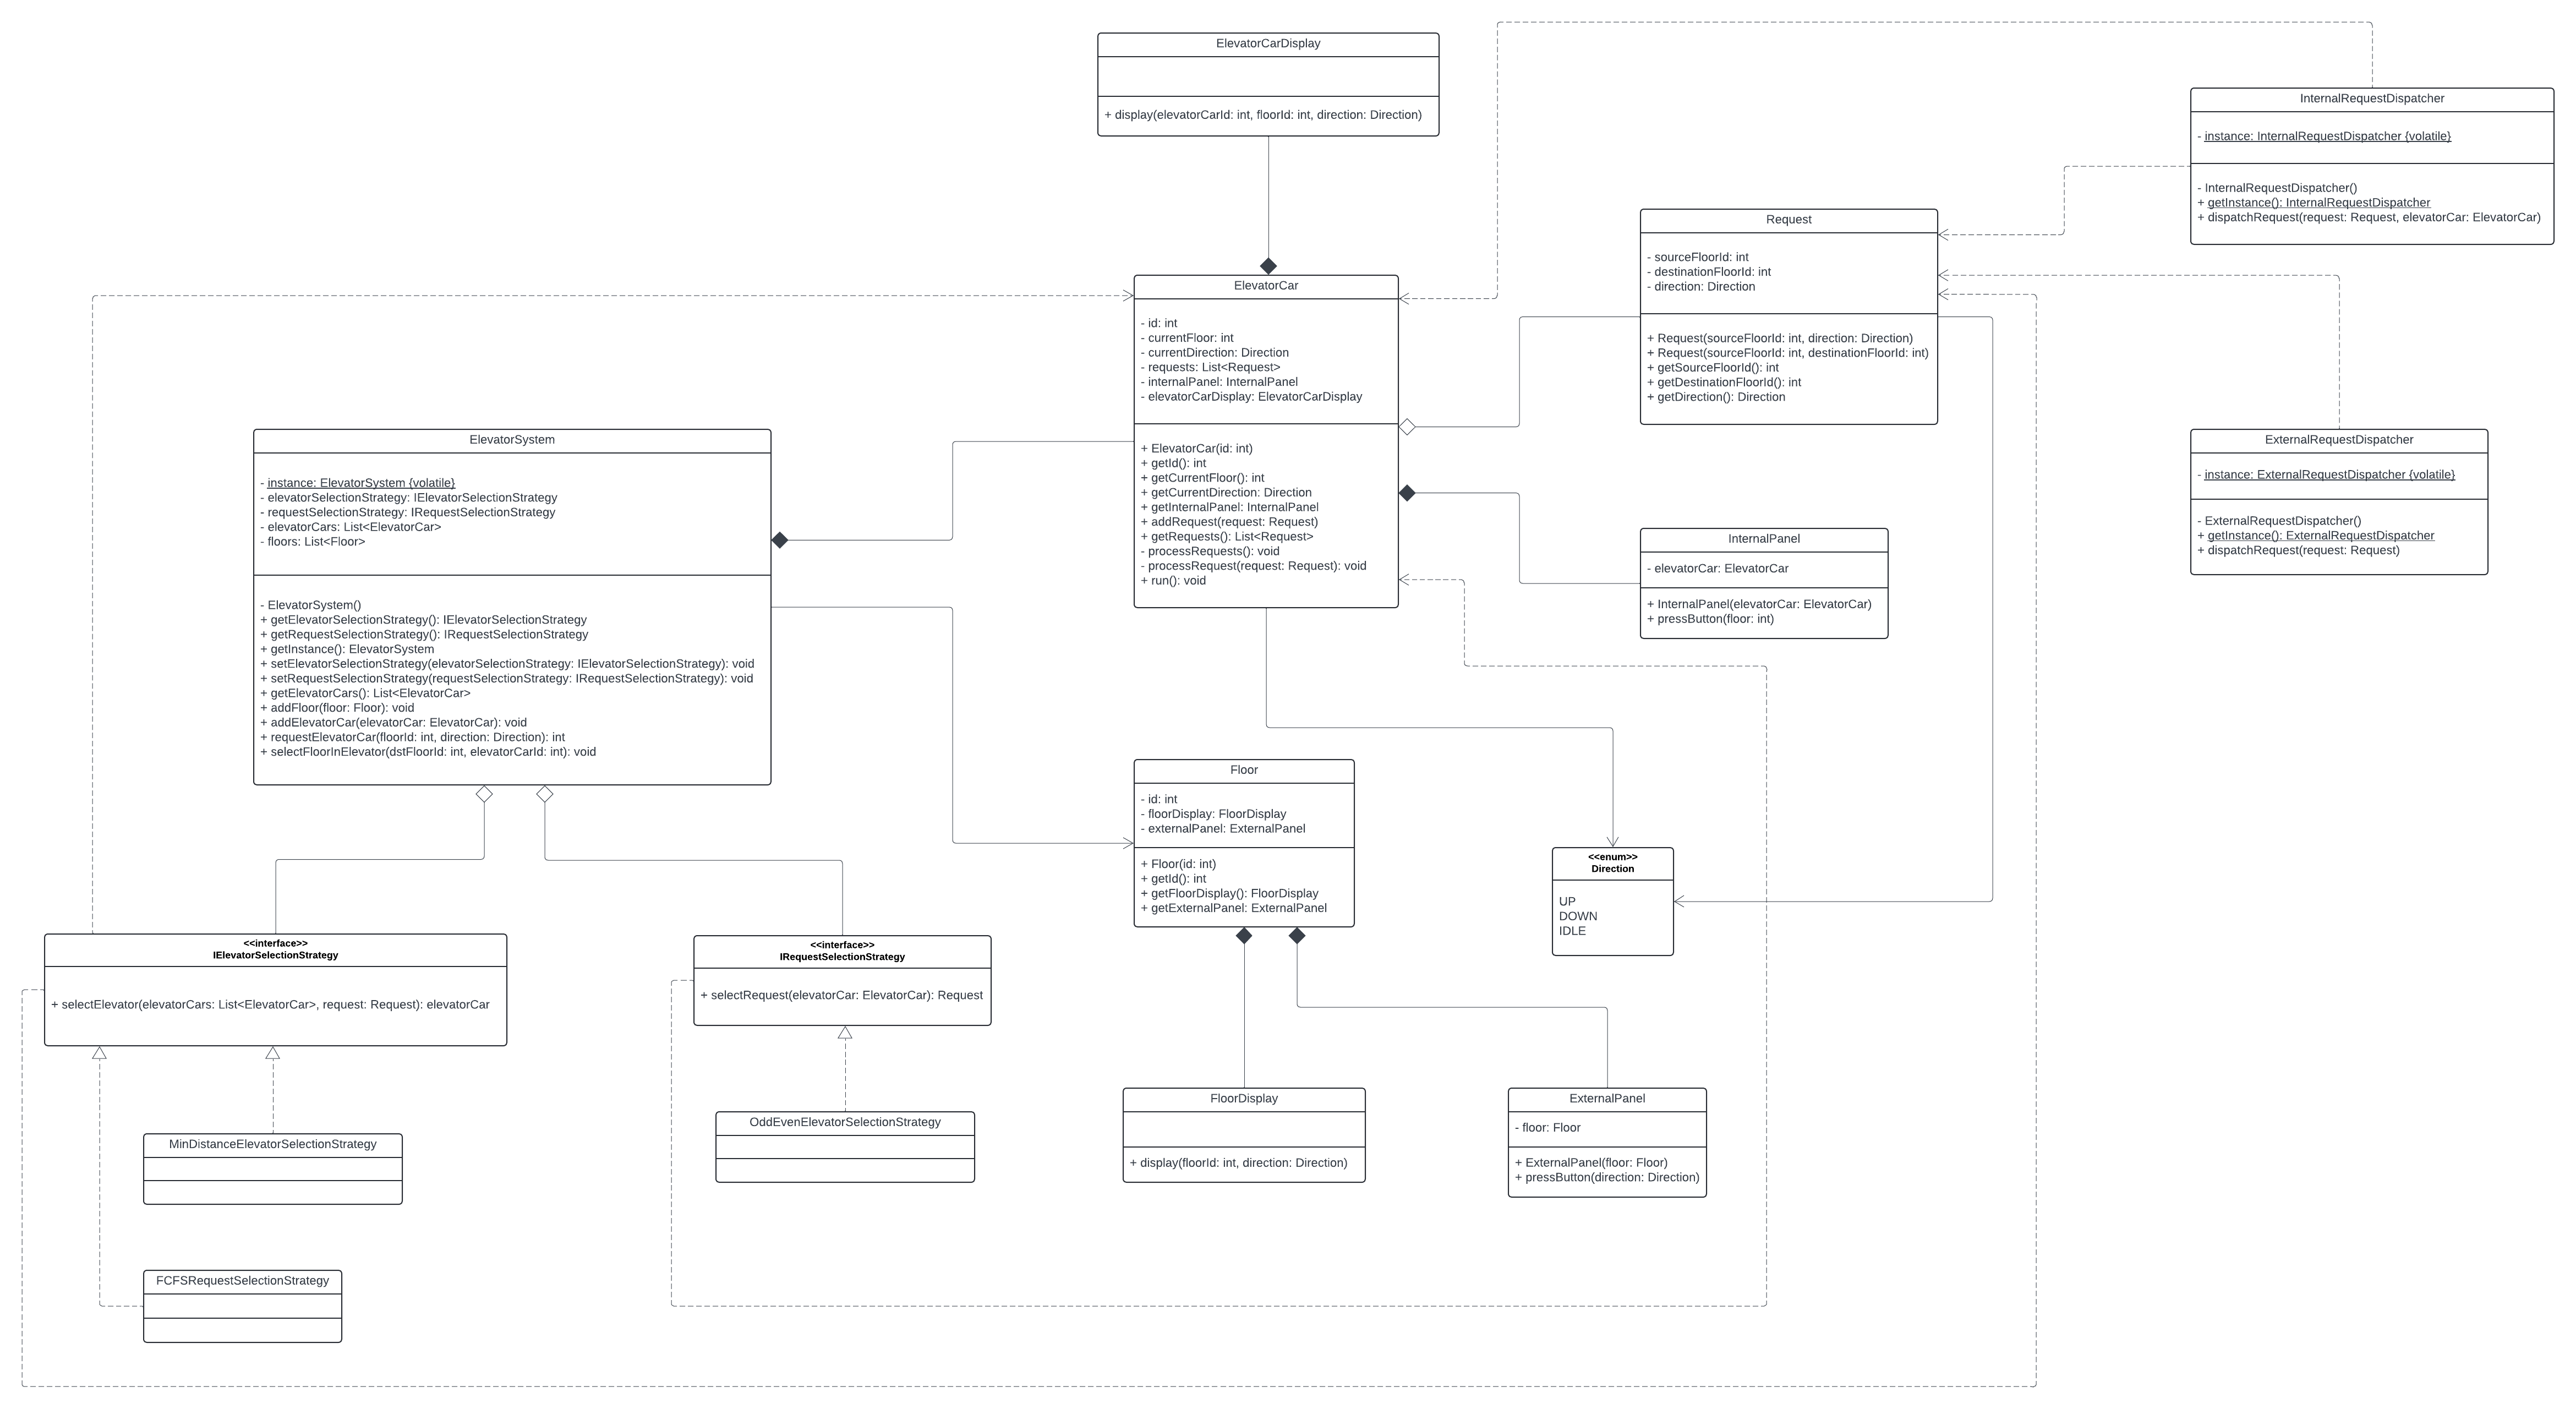 ElevatorCarDisplay
+ display(elevatorCarId: int, floorId: int, direction: Direction)
InternalRequestDispatcher
- instance: InternalRequestDispatcher {volatile}
- InternalRequestDispatcher()
+ getInstance(): InternalRequestDispatcher
+ dispatchRequest(request: Request, elevatorCar: ElevatorCar)
Request
- sourceFloorId: int
- destinationFloorId: int
- direction: Direction
+ Request(sourceFloorId: int, direction: Direction)
+ Request(sourceFloorId: int, destinationFloorId: int)
+ getSourceFloorId(): int
+ getDestinationFloorId(): int
+ getDirection(): Direction
ElevatorCar
- id: int
- currentFloor: int
- currentDirection: Direction
- requests: List<Request>
- internalPanel: InternalPanel
- elevatorCarDisplay: ElevatorCarDisplay
+ ElevatorCar(id: int)
+ getId(): int
+ getCurrentFloor(): int
+ getCurrentDirection: Direction
+ getInternalPanel: InternalPanel
+ addRequest(request: Request)
+ getRequests(): List<Request>
- processRequests(): void
- processRequest(request: Request): void
+ run(): void
ElevatorSystem
- instance: ElevatorSystem {volatile}
- elevatorSelectionStrategy: IElevatorSelectionStrategy
- requestSelectionStrategy: IRequestSelectionStrategy
- elevatorCars: List<ElevatorCar>
- floors: List<Floor>
- ElevatorSystem()
+ getElevatorSelectionStrategy(): IElevatorSelectionStrategy
+ getRequestSelectionStrategy(): IRequestSelectionStrategy
+ getInstance(): ElevatorSystem
+ setElevatorSelectionStrategy(elevatorSelectionStrategy: IElevatorSelectionStrategy): void
+ setRequestSelectionStrategy(requestSelectionStrategy: IRequestSelectionStrategy): void
+ getElevatorCars(): List<ElevatorCar>
+ addFloor(floor: Floor): void
+ addElevatorCar(elevatorCar: ElevatorCar): void
+ requestElevatorCar(floorId: int, direction: Direction): int
+ selectFloorInElevator(dstFloorId: int, elevatorCarId: int): void
ExternalRequestDispatcher
- instance: ExternalRequestDispatcher {volatile}
- ExternalRequestDispatcher()
+ getInstance(): ExternalRequestDispatcher
+ dispatchRequest(request: Request)
InternalPanel
- elevatorCar: ElevatorCar
+ InternalPanel(elevatorCar: ElevatorCar)
+ pressButton(floor: int)
Floor
- id: int
- floorDisplay: FloorDisplay
- externalPanel: ExternalPanel
+ Floor(id: int)
+ getId(): int
+ getFloorDisplay(): FloorDisplay
+ getExternalPanel: ExternalPanel
<<enum>>
Direction
UP
DOWN
IDLE
<<interface>>
IElevatorSelectionStrategy
+ selectElevator(elevatorCars: List<ElevatorCar>, request: Request): elevatorCar
<<interface>>
IRequestSelectionStrategy
+ selectRequest(elevatorCar: ElevatorCar): Request
MinDistanceElevatorSelectionStrategy
OddEvenElevatorSelectionStrategy
FloorDisplay
+ display(floorId: int, direction: Direction)
ExternalPanel
- floor: Floor
+ ExternalPanel(floor: Floor)
+ pressButton(direction: Direction)
FCFSRequestSelectionStrategy